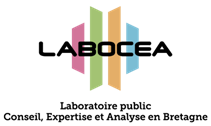 LABOCEA
Laboratoire public
Conseil, Expertise et Analyse en Bretagne